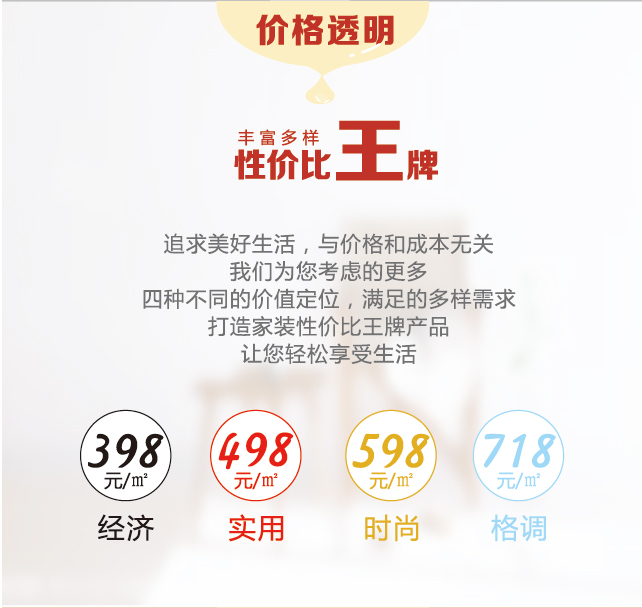 价格透明
丰富多样
性价比王牌
追求美好生活，与价格和成本无关
我们为您考虑的更多
四种不同的价值定位，满足的多样需求
打造家装性价比王牌产品
让您轻松享受生活
398 498 598 718
元/㎡ 元/㎡ 元/㎡ 元/㎡
经济 实用 时尚 格调